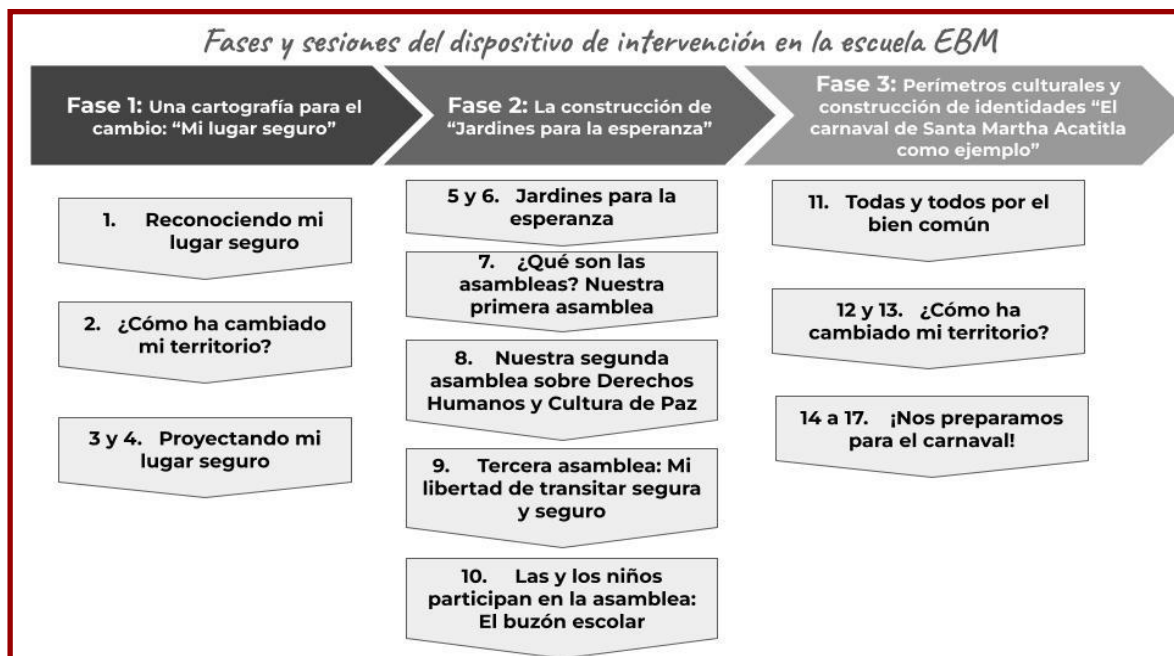 Fases y sesiones del dispositivo de intervención en la escuela EBM
Fase 1: Una cartografía para el
cambio: “Mi lugar seguro”
Fase 2: La construcción de
“Jardines para la esperanza”
Fase 3: Perímetros culturales y
construcción de identidades “El
carnaval de Santa Martha Acatitla
como ejemplo”
1. Reconociendo mi
lugar seguro
2. ¿Cómo ha cambiado
mi territorio?
3 y 4. Proyectando mi
lugar seguro
5 y 6. Jardines para la
esperanza
7. ¿Qué son las
asambleas? Nuestra
primera asamblea
8. Nuestra segunda
asamblea sobre Derechos
Humanos y Cultura de Paz
9. Tercera asamblea: Mi
libertad de transitar segura
y seguro
10. Las y los niños
participan en la asamblea:
El buzón escolar
11. Todas y todos por el
bien común
12 y 13. ¿Cómo ha
cambiado mi territorio?
14 a 17. ¡Nos preparamos
para el carnaval!